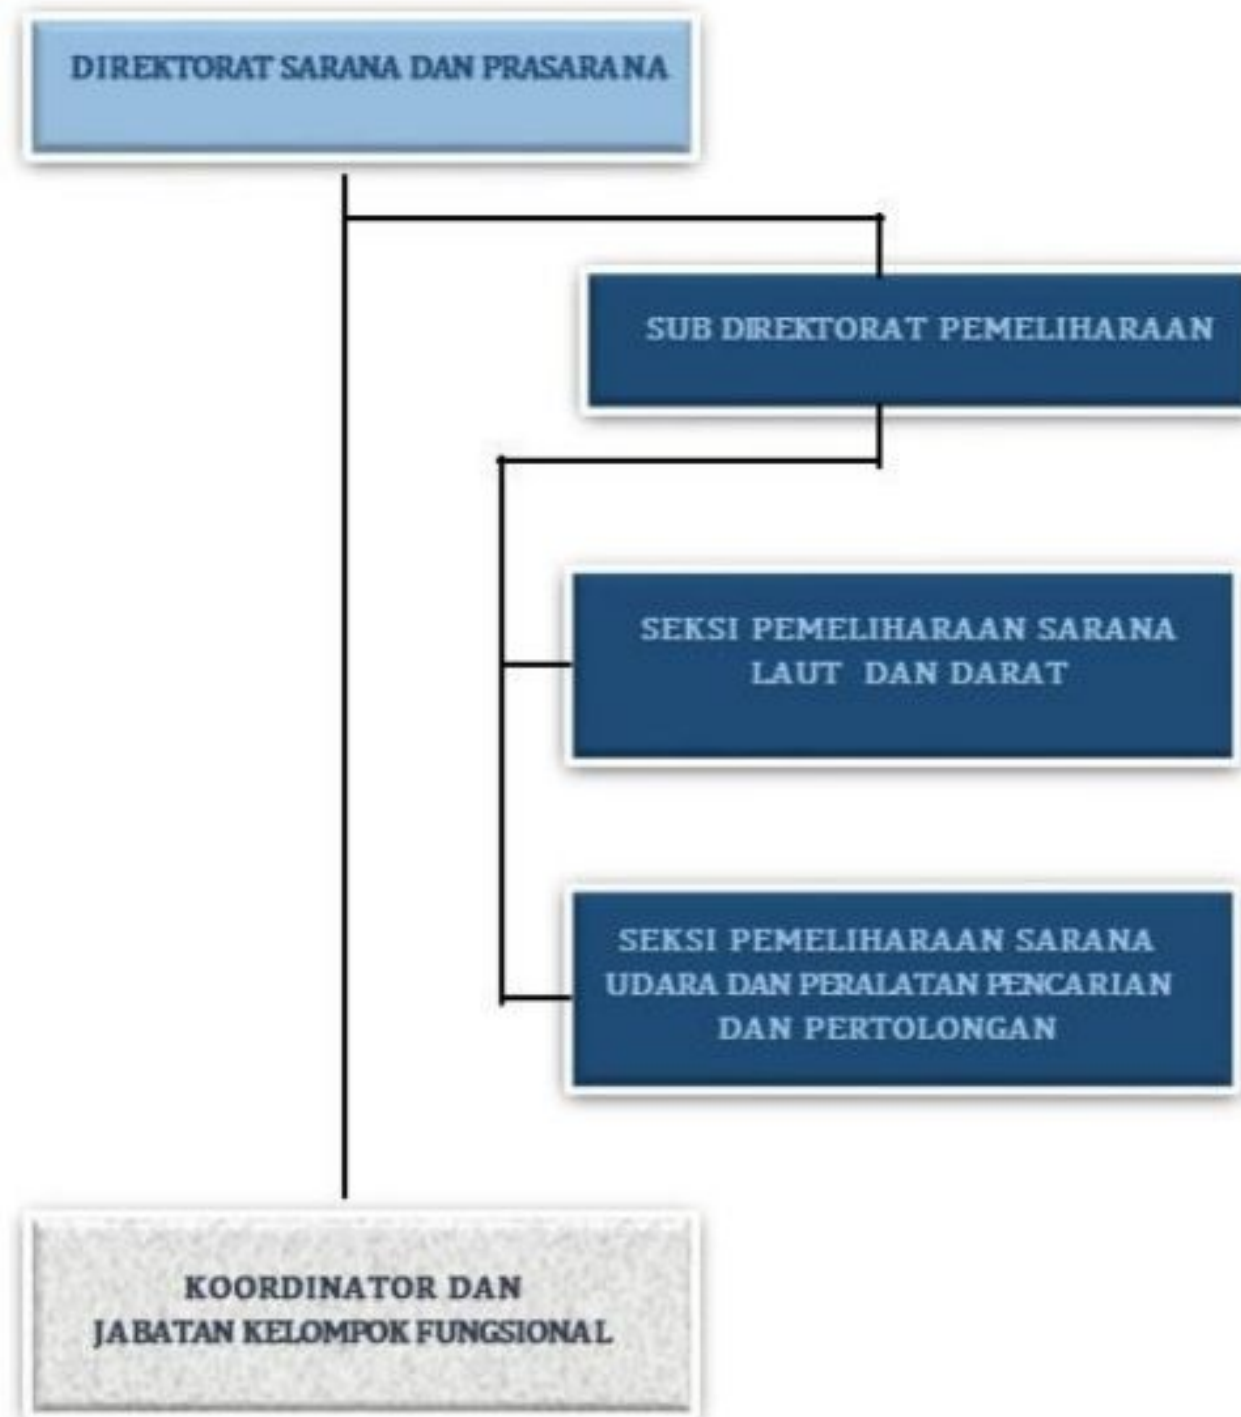 DIREKTORAT SARANA DAN PRASARANA
SUB DIREKTORAT PEMELIHARAAN
SEKSI PEMELIHARAAN SARANA
LAUT DAN DARAT
SEKSI PEMELIHARAAN SARANA
UDARA DAN PERALATAN PENCARIAN
DAN PERTOLONGAN
KOORDINATOR DAN
JABATAN KELOMPOK FUNGSIONAL